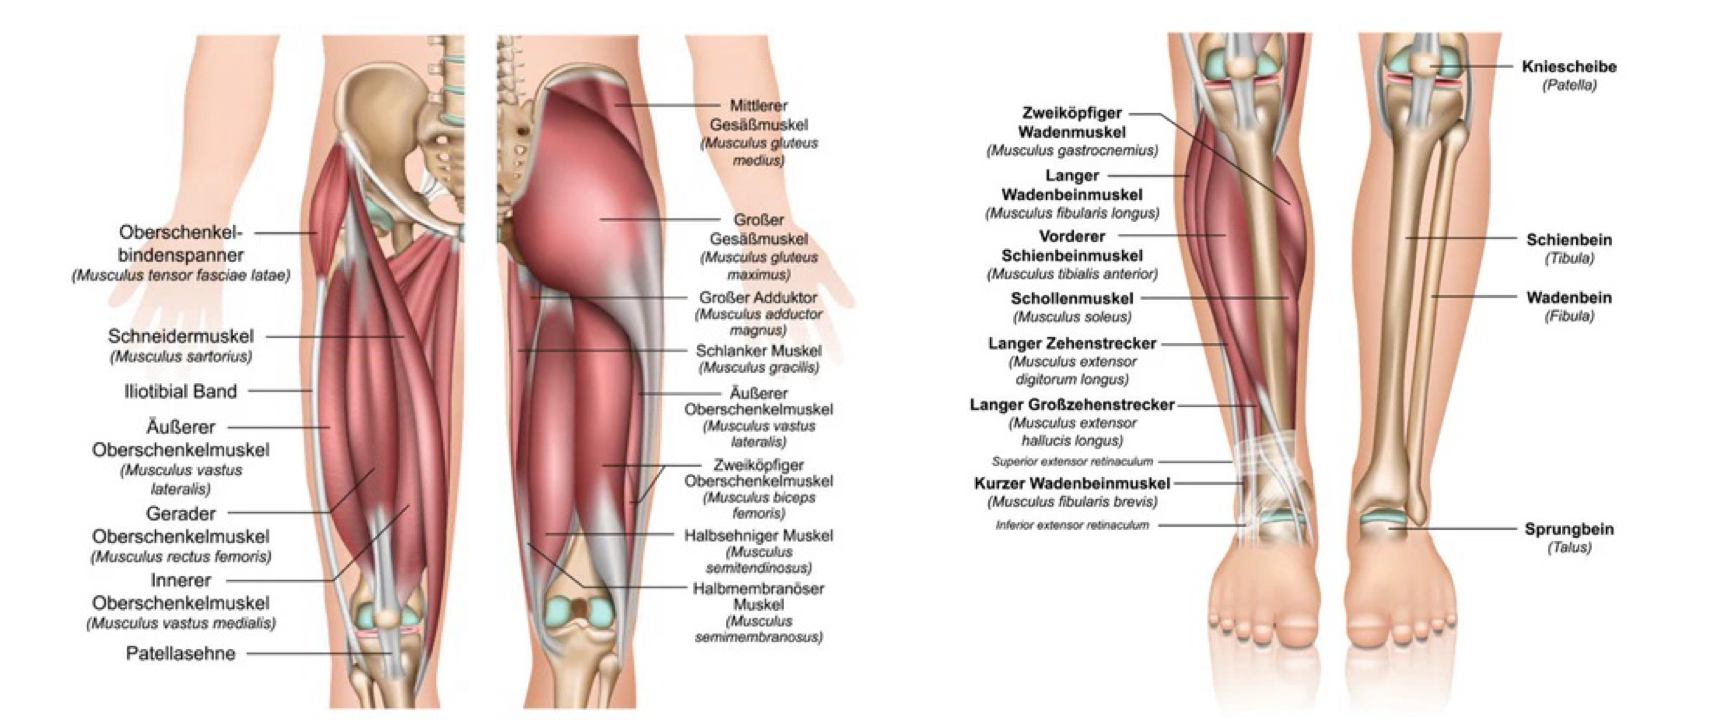 Oberschenkel-
bindenspanner
(Musculus tensor fasciae latae)
Schneidermuskel
(Musculus sartorius)
Iliotibial Band
Äußerer
Oberschenkelmuskel
(Musculus vastus
lateralis)
Gerader
Oberschenkelmuskel
(Musculus rectus femoris)
Innerer
Oberschenkelmuskel
(Musculus vastus medialis)
Patellasehne
Mittlerer
Gesäßmuskel
(Musculus gluteus
medius)
Großer
Gesäßmuskel
(Musculus gluteus
maximus)
Großer Adduktor
(Musculus adductor
magnus)
Schlanker Muskel
(Musculus gracilis)
Äußerer
Oberschenkelmuskel
(Musculus vastus
lateralis)
Zweiköpfiger
Oberschenkelmuskel
(Musculus biceps
femoris)
Halbsehniger Muskel
(Musculus
semitendinosus)
Halbmembranöser
Muskel
(Musculus
semimembranosus)
Zweiköpfiger
Wadenmuskel
(Musculus gastrocnemius)
Langer
Wadenbeinmuskel
(Musculus fibularis longus)
Vorderer
Schienbeinmuskel
(Musculus tibialis anterior)
Schollenmuskel
(Musculus soleus)
Langer Zehenstrecker
(Musculus extensor
digitorum longus)
Langer Großzehenstrecker
(Musculus extensor
hallucis longus)
Superior extensor retinaculum
Kurzer Wadenbeinmuskel
(Musculus fibularis brevis)
Inferior extensor retinaculum
Kniescheibe
(Patella)
Schienbein
(Tibula)
Wadenbein
(Fibula)
Sprungbein
(Talus)